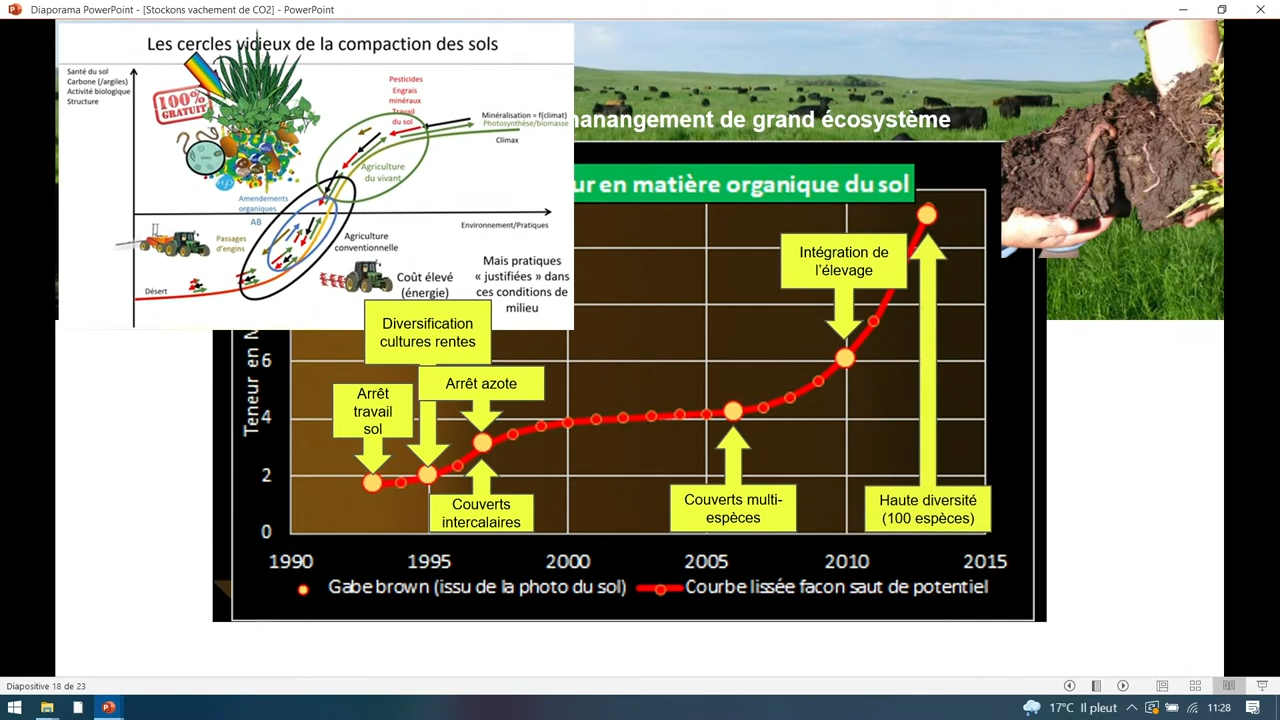 Diaporama PowerPoint - [Stockons vachement de CO2] - PowerPoint
Les cercles vicieux de la compaction des sols
Santé du sol
Carbone (/argiles)
Activité biologique
Structure
100%
GRATUIT
Pesticides
Engrais
minéraux
Travail
du sol
Minéralisation = f(climat)
Photosynthèse/biomasse
Climax
Agriculture
du vivant
H2O
Amendements
organiques
AB
Environnement/Pratiques
Passages
d'engins
Agriculture
conventionnelle
Coût élevé
(énergie)
Mais pratiques
« justifiées » dans
ces conditions de
milieu
Désert
manangement de grand écosystème
ur en matière organique du sol
Intégration de
l'élevage
Diversification
cultures rentes
Arrêt azote
Arrêt
travail
sol
Couverts
intercalaires
Couverts multi-
espèces
Haute diversité
(100 espèces)
Teneur en M
6
4
2
0
1990
1995
2000
2005
2010
2015
Gabe brown (issu de la photo du sol)
Courbe lissée facon saut de potentiel
Diapositive 18 de 23
17°C Il pleut
11:28